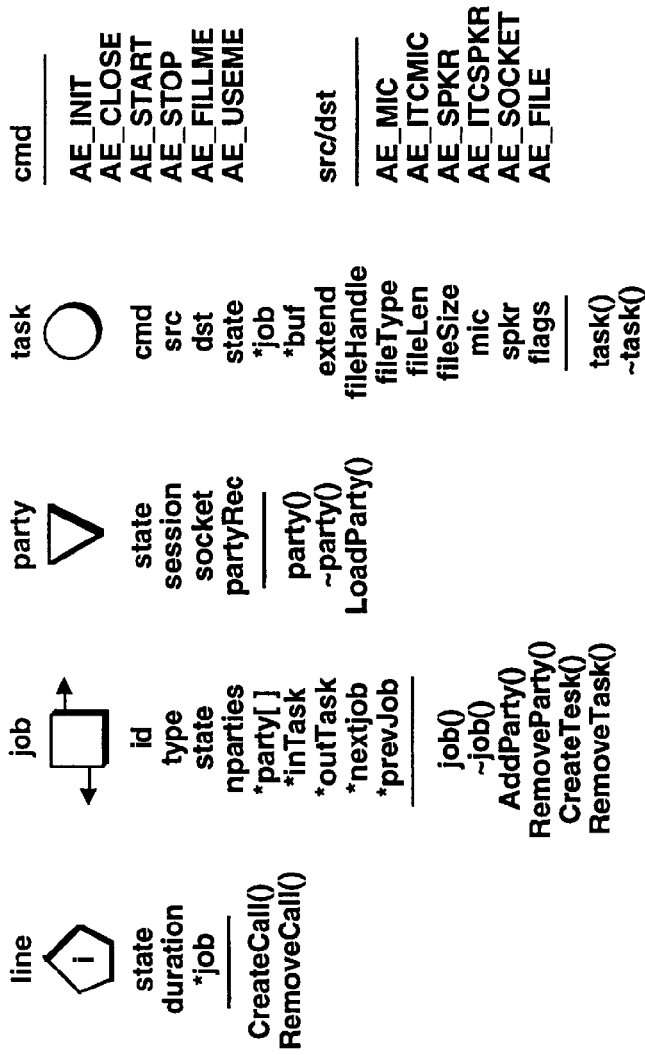 line
i
state
duration
*job
CreateCall()
RemoveCall()
job
id
type
state
nparties
*party[ ]
*inTask
*outTask
*nextjob
*prevJob
job()
~job()
AddParty()
RemoveParty()
CreateTesk()
RemoveTask()
party
state
session
socket
partyRec
party()
~party()
LoadParty()
task
cmd
src
dst
state
*job
*buf
extend
fileHandle
fileType
fileLen
fileSize
mic
spkr
flags
task()
~task()
cmd
AE_INIT
AE_CLOSE
AE_START
AE_STOP
AE_FILLME
AE_USEME
src/dst
AE_MIC
AE_ITCMIC
AE_SPKR
AE_ITCSPKR
AE_SOCKET
AE_FILE